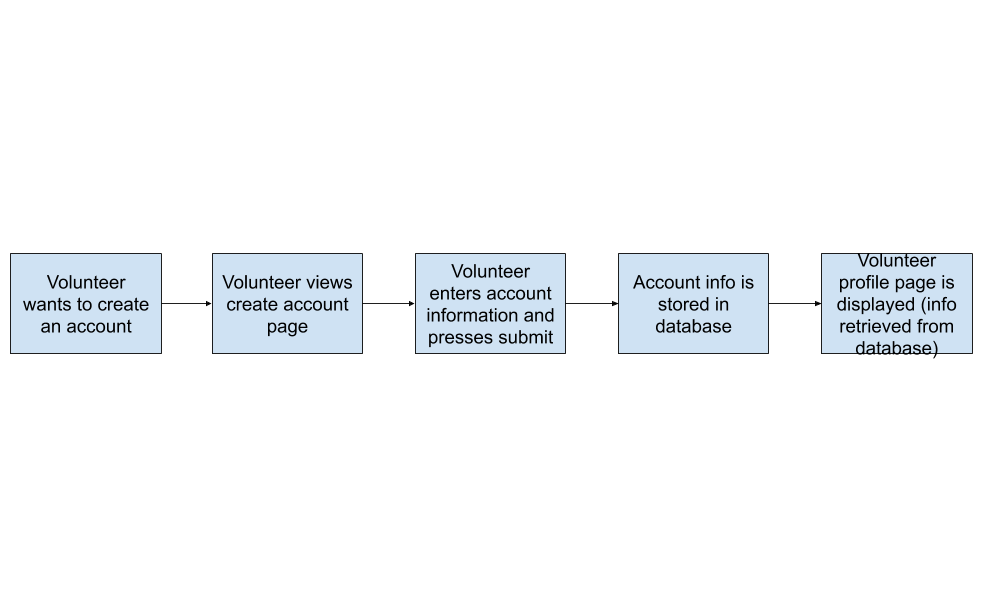 Volunteer
wants to create
an account
Volunteer views
create account
page
Volunteer
enters account
information and
presses submit
Account info is
stored in
database
Volunteer
profile page is
displayed (info
retrieved from
database)